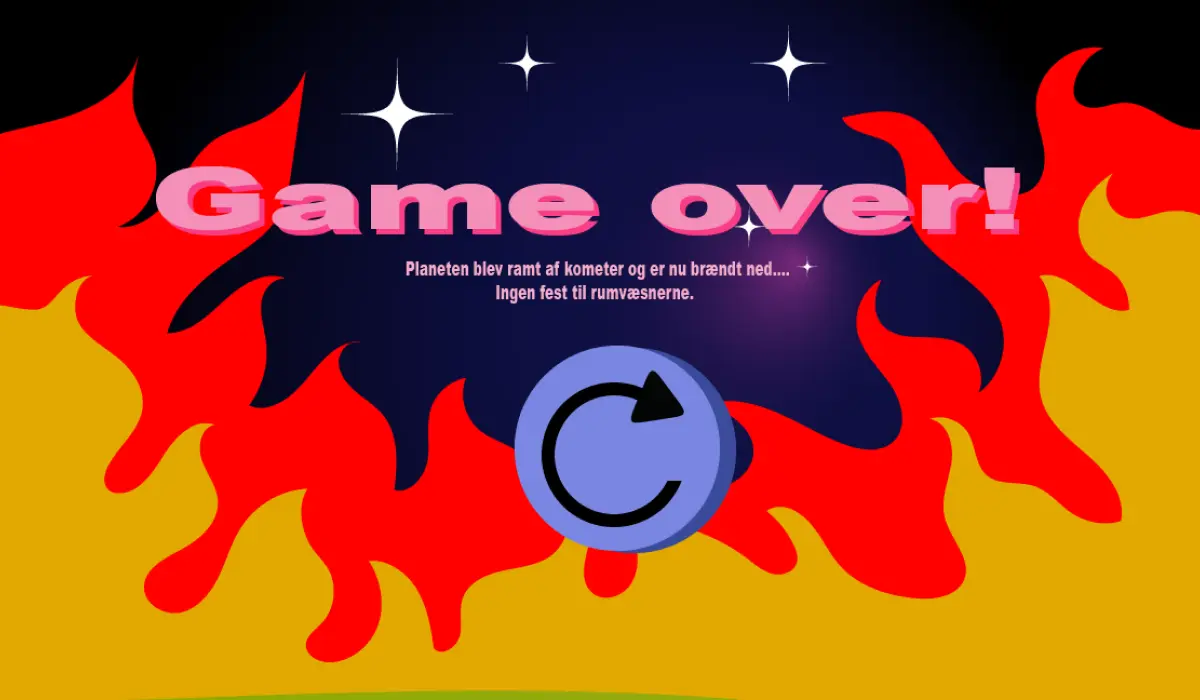 Game over!
Planeten blev ramt af kometer og er nu brændt ned....
Ingen fest til rumvæsnerne.